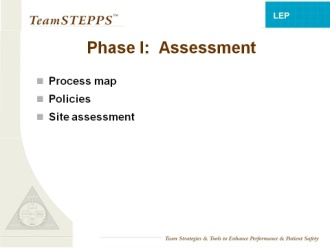 TeamSTEPPS™
LEP
Phase I: Assessment
Process map
Policies
Site assessment
Team Strategies & Tools to Enhance Performance & Patient Safety